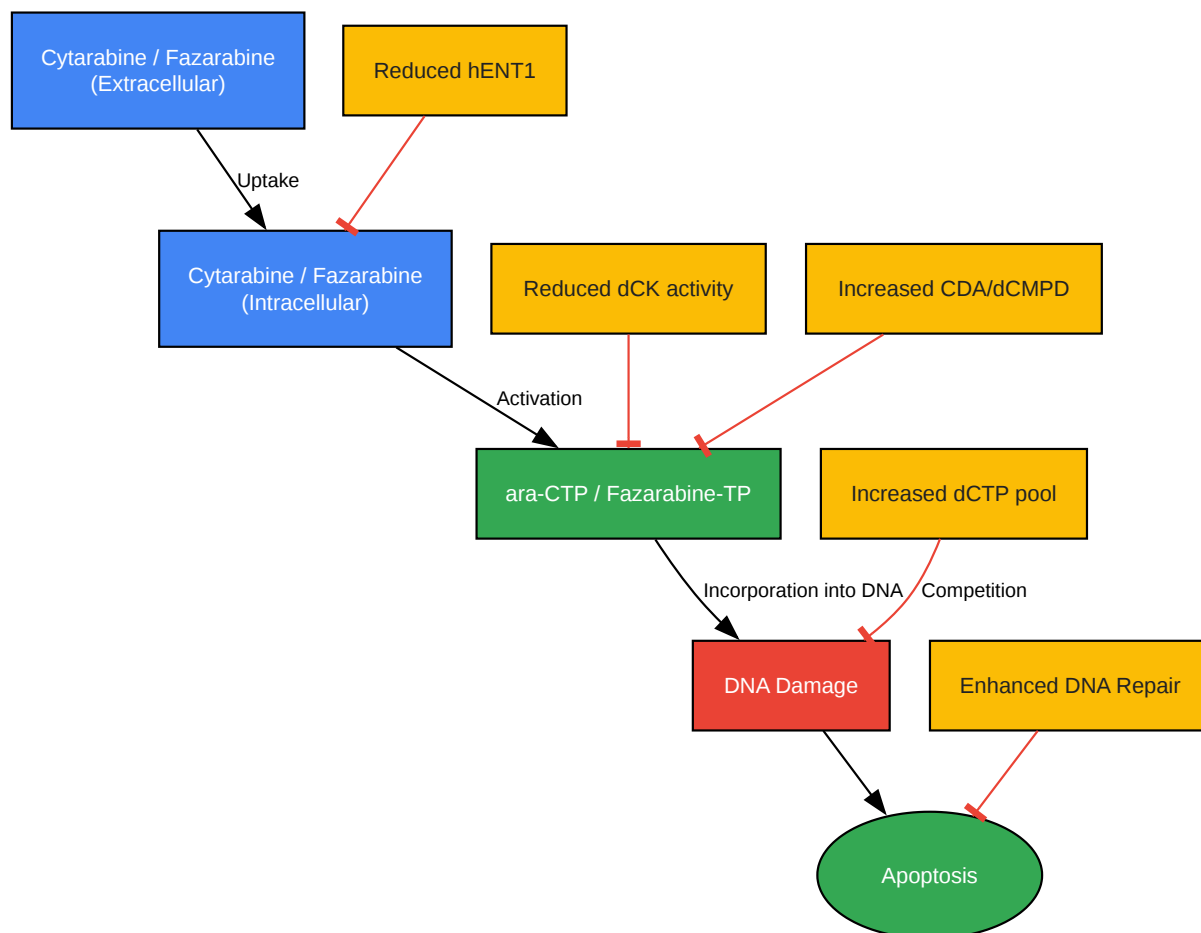 Cytarabine / Fazarabine
(Extracellular)
Reduced hENT1
Uptake
Cytarabine / Fazarabine
(Intracellular)
Reduced dCK activity
Increased CDA/dCMPD
Activation
ara-CTP / Fazarabine-TP
Increased dCTP pool
Incorporation into DNA
Competition
DNA Damage
Enhanced DNA Repair
Apoptosis